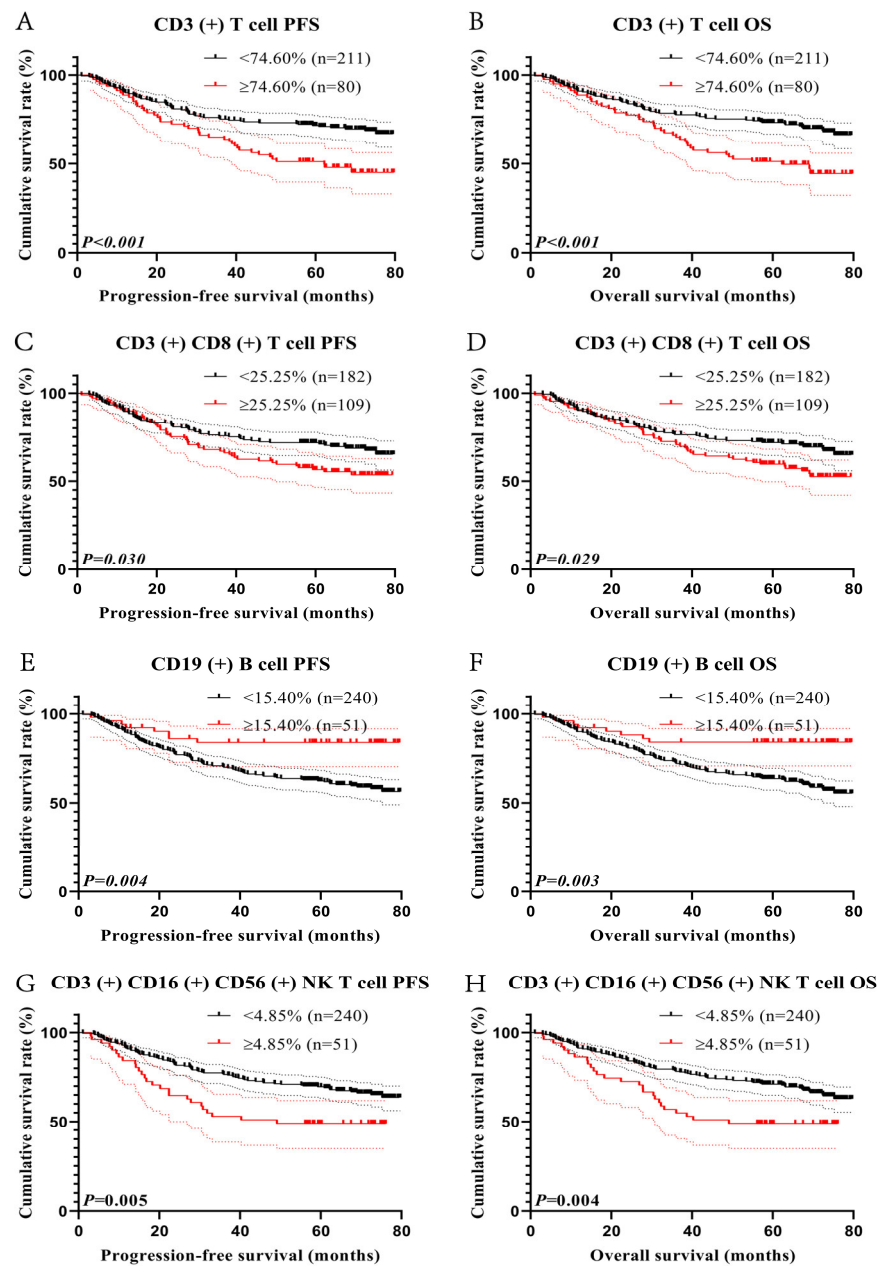 A
CD3 (+) T cell PFS
<74.60% (n=211)
≥74.60% (n=80)
Cumulative survival rate (%)
100
50
0
P<0.001
0 20 40 60 80
Progression-free survival (months)
B
CD3 (+) T cell OS
<74.60% (n=211)
≥74.60% (n=80)
Cumulative survival rate (%)
100
50
0
P<0.001
0 20 40 60 80
Overall survival (months)
C
CD3 (+) CD8 (+) T cell PFS
<25.25% (n=182)
≥25.25% (n=109)
Cumulative survival rate (%)
100
50
0
P=0.030
0 20 40 60 80
Progression-free survival (months)
D
CD3 (+) CD8 (+) T cell OS
<25.25% (n=182)
≥25.25% (n=109)
Cumulative survival rate (%)
100
50
0
P=0.029
0 20 40 60 80
Overall survival (months)
E
CD19 (+) B cell PFS
<15.40% (n=240)
≥15.40% (n=51)
Cumulative survival rate (%)
100
50
0
P=0.004
0 20 40 60 80
Progression-free survival (months)
F
CD19 (+) B cell OS
<15.40% (n=240)
≥15.40% (n=51)
Cumulative survival rate (%)
100
50
0
P=0.003
0 20 40 60 80
Overall survival (months)
G
CD3 (+) CD16 (+) CD56 (+) NK T cell PFS
<4.85% (n=240)
≥4.85% (n=51)
Cumulative survival rate (%)
100
50
0
P=0.005
0 20 40 60 80
Progression-free survival (months)
H
CD3 (+) CD16 (+) CD56 (+) NK T cell OS
<4.85% (n=240)
≥4.85% (n=51)
Cumulative survival rate (%)
100
50
0
P=0.004
0 20 40 60 80
Overall survival (months)